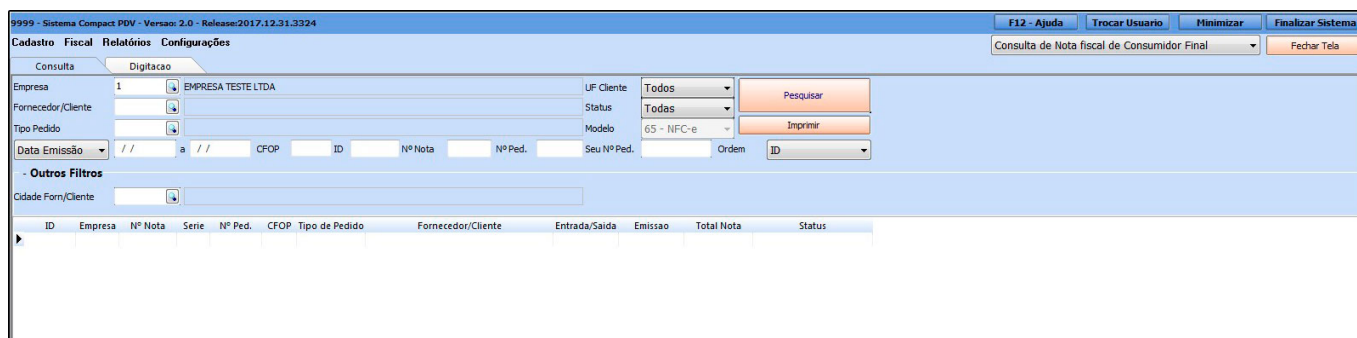 9999 - Sistema Compact PDV - Versao: 2.0 - Release:2017.12.31.3324 F12 - Ajuda Trocar Usuario Minimizar Finalizar Sistema
Cadastro Fiscal Relatórios Configurações Consulta de Nota fiscal de Consumidor Final Fechar Tela
Consulta Digitacao
Empresa 1 EMPRESA TESTE LTDA UF Cliente Todos Pesquisar
Fornecedor/Cliente Status Todas
Tipo Pedido Modelo 65 - NFC-e Imprimir
Data Emissão / / a / / CFOP ID Nº Nota Nº Ped. Seu Nº Ped. Ordem ID
- Outros Filtros
Cidade Forn/Cliente
ID Empresa Nº Nota Serie Nº Ped. CFOP Tipo de Pedido Fornecedor/Cliente Entrada/Saida Emissao Total Nota Status